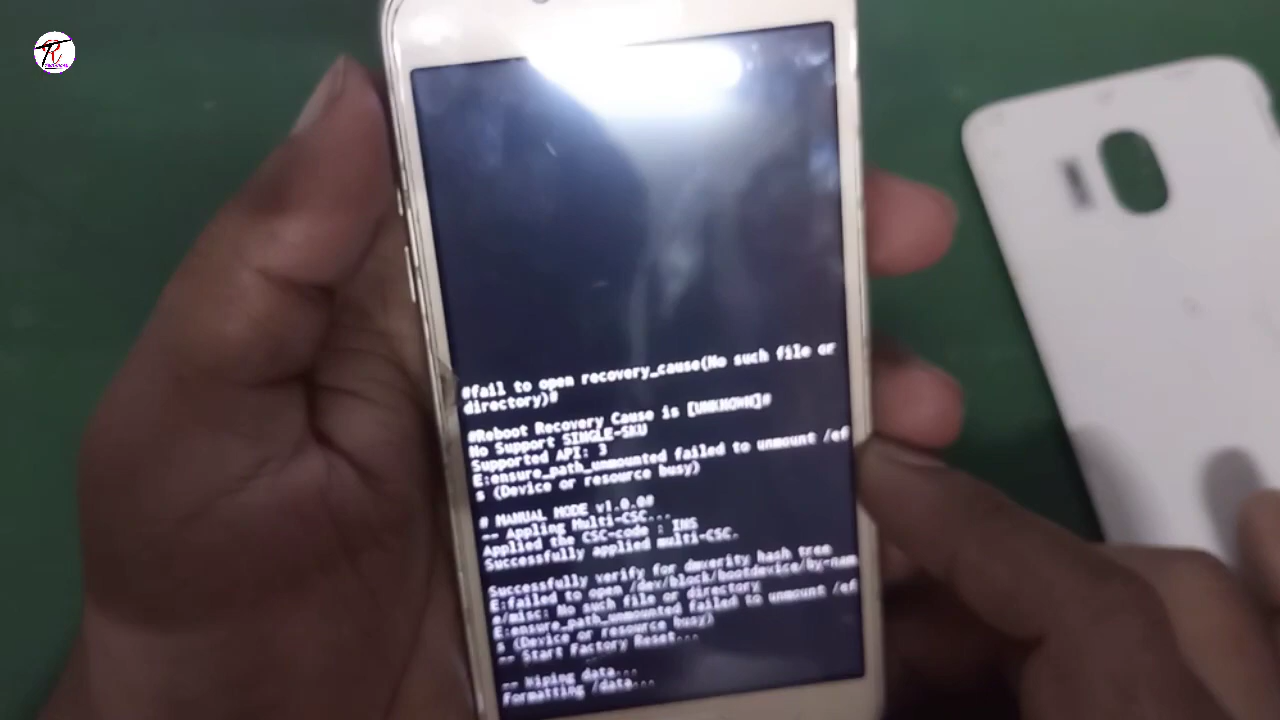 #fail to open recovery_cause(No such file or
directory)#
#Reboot Recovery Cause is [UNKNOWN]#
No Support SINGLE-SKU
Supported API: 3
E:ensure_path_unmounted failed to unmount /ef
s (Device or resource busy)
# MANUAL MODE v1.0.0#
-- Appling Multi-CSC...
Applied the CSC-code : INS
Successfully applied multi-CSC.
Successfully verify for dmverity hash tree
E:failed to open /dev/block/bootdevice/by-nam
e/misc: No such file or directory
E:ensure_path_unmounted failed to unmount /ef
s (Device or resource busy)
-- Start Factory Reset...
-- Wiping data...
Formatting /data...